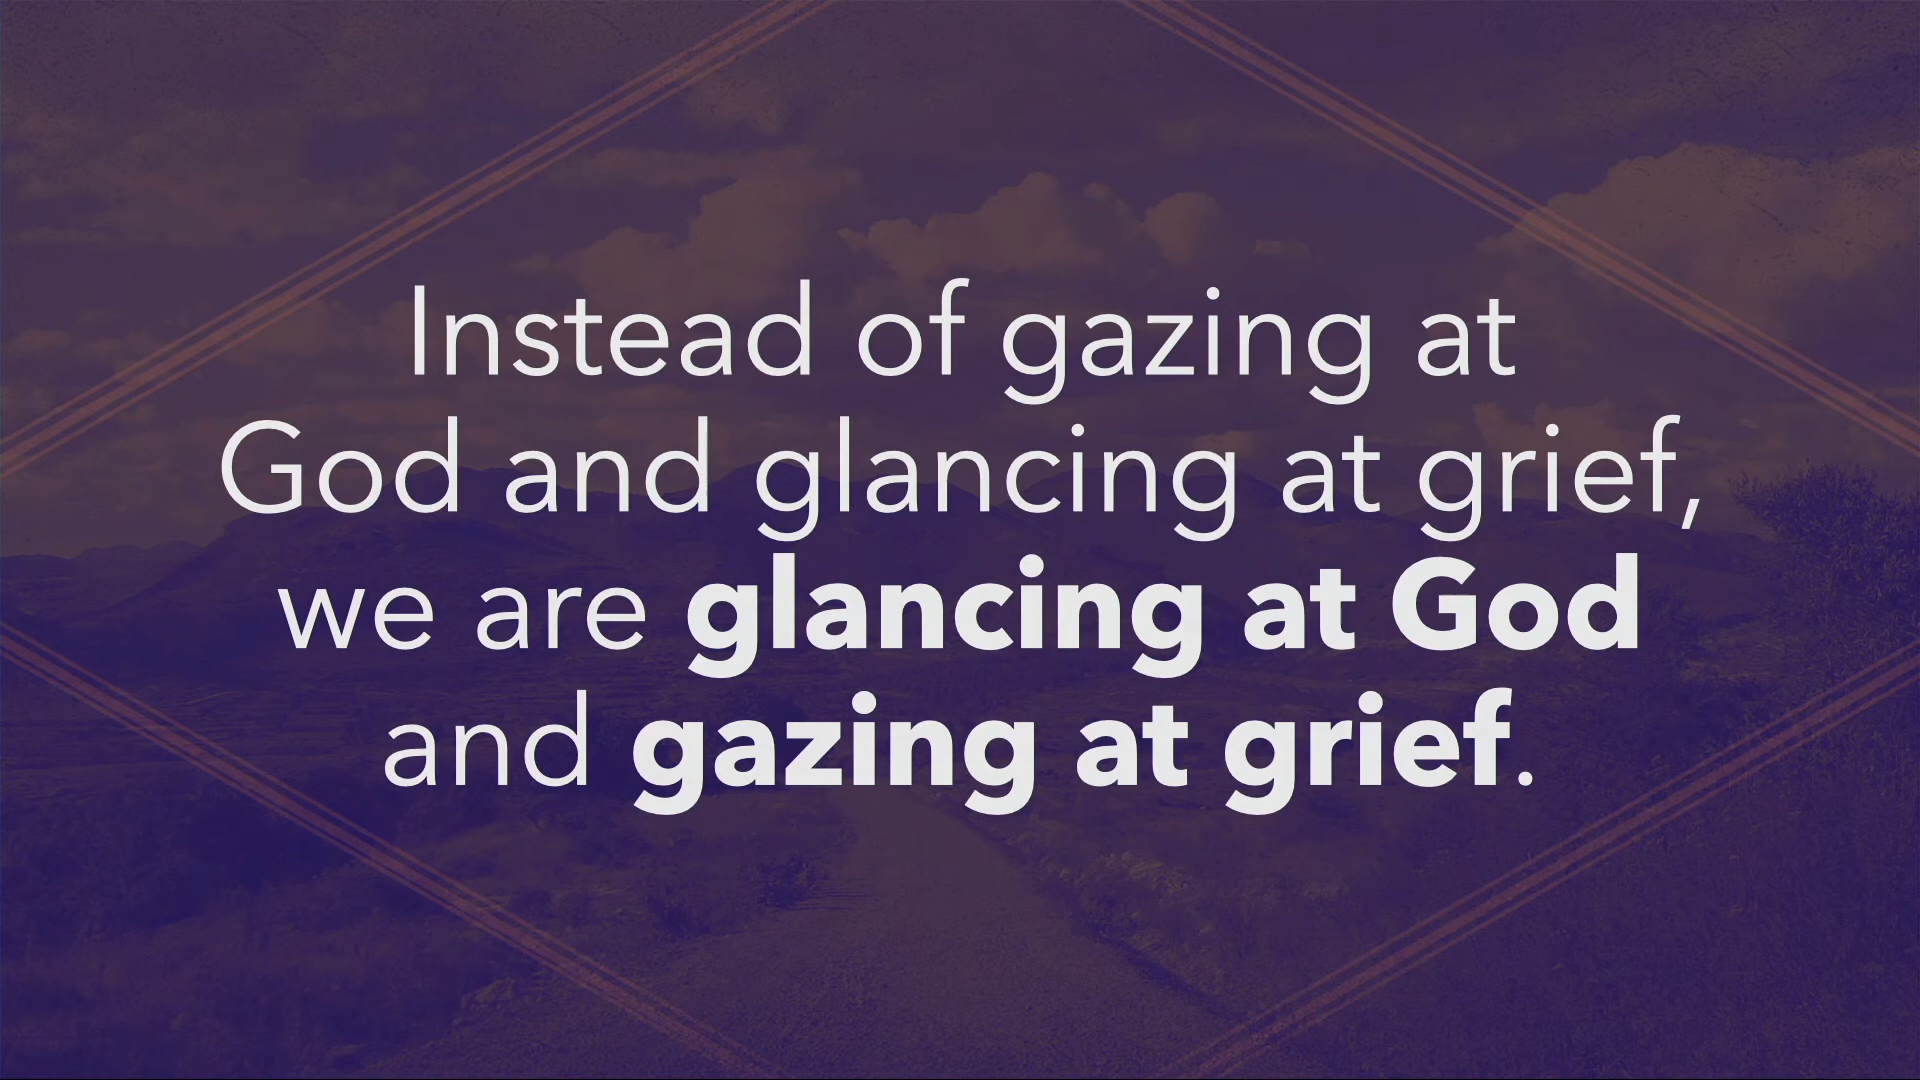 Instead of gazing at
God and glancing at grief,
we are glancing at God
and gazing at grief.